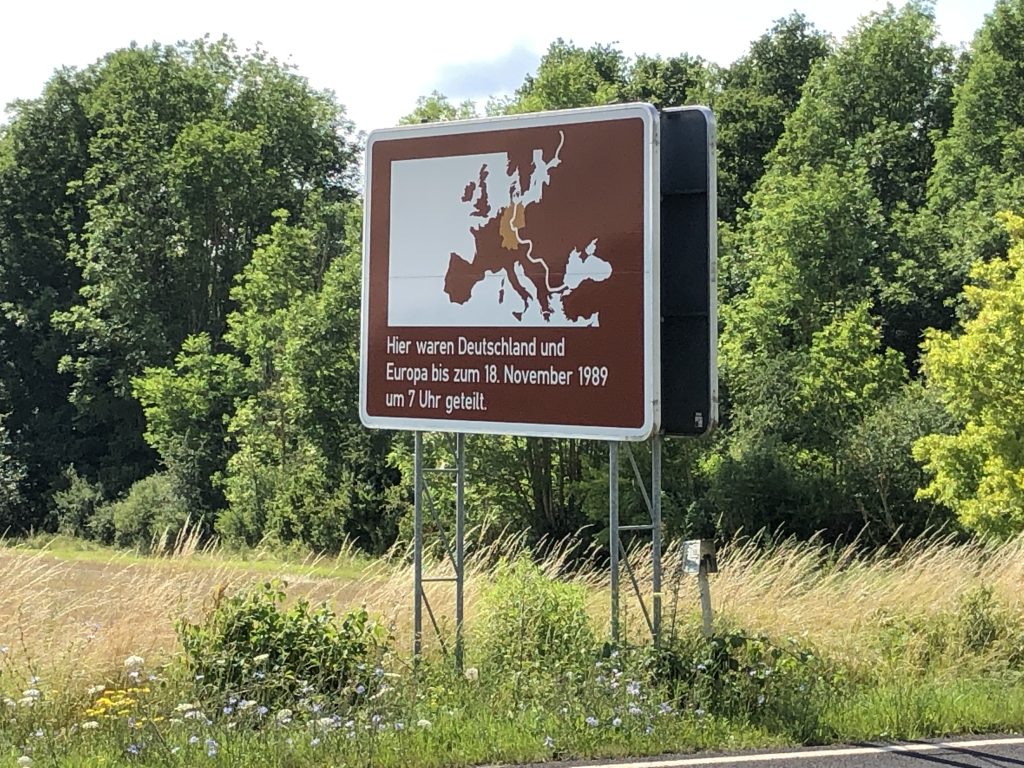 Hier waren Deutschland und
Europa bis zum 18. November 1989
um 7 Uhr geteilt.